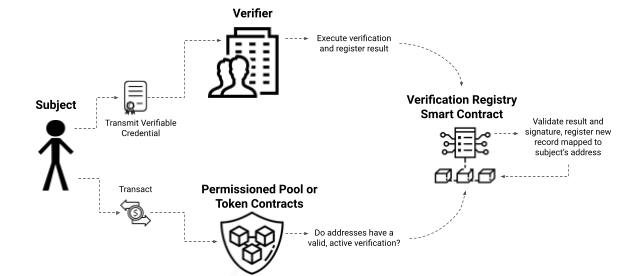 Verifier
Execute verification
and register result
Subject
Transmit Verifiable
Credential
Verification Registry
Smart Contract
Validate result and
signature, register new
record mapped to
subject's address
Transact
$
Permissioned Pool or
Token Contracts
Do addresses have a
valid, active verification?